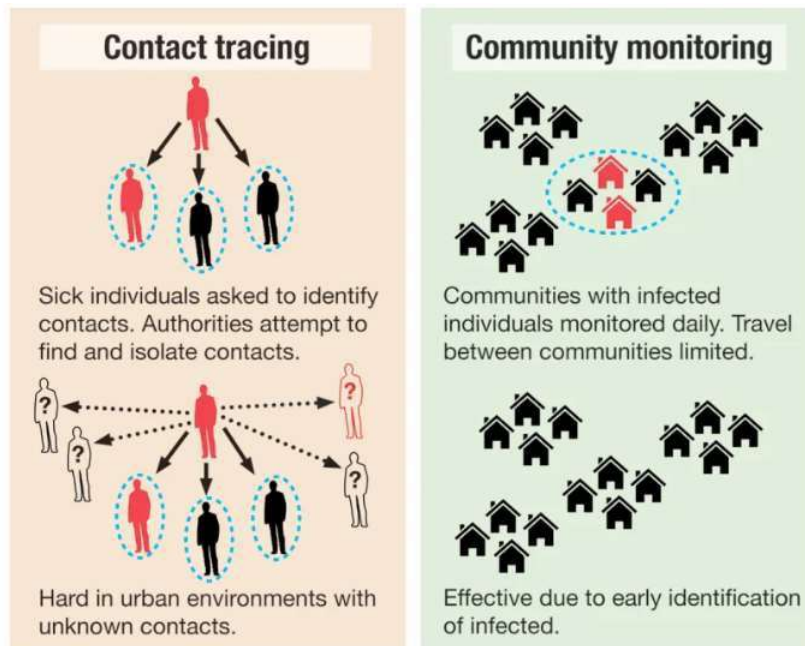 Contact tracing
Sick individuals asked to identify
contacts. Authorities attempt to
find and isolate contacts.
?
?
?
?
Hard in urban environments with
unknown contacts.
Community monitoring
Communities with infected
individuals monitored daily. Travel
between communities limited.
Effective due to early identification
of infected.